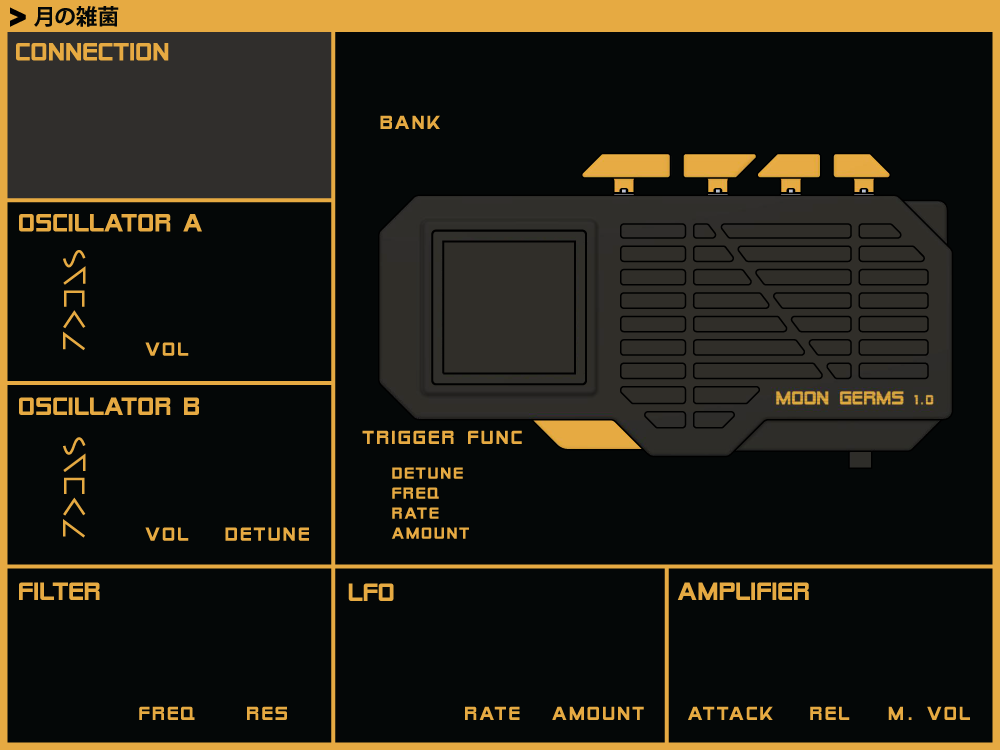 > 月の雑菌
CONNECTION
BANK
OSCILLATOR A
VOL
OSCILLATOR B
VOL DETUNE
MOON GERMS 1.0
TRIGGER FUNC
DETUNE
FREQ
RATE
AMOUNT
FILTER
FREQ RES
LFO
RATE AMOUNT
AMPLIFIER
ATTACK REL M. VOL